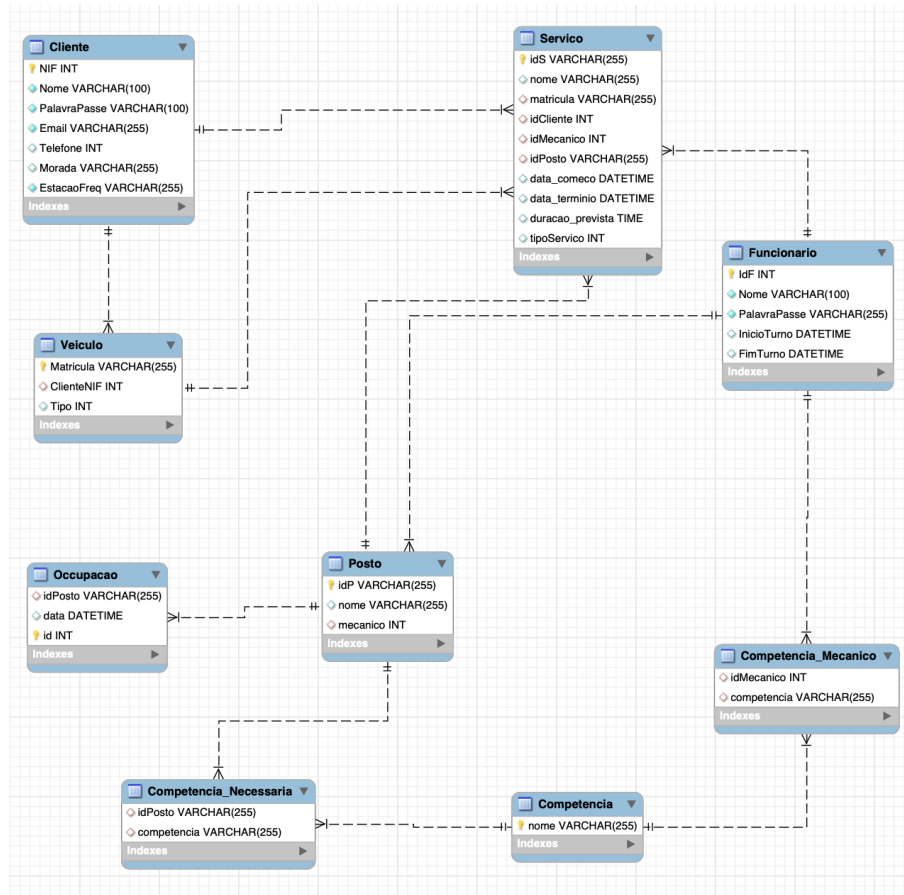 Cliente
NIF INT
Nome VARCHAR(100)
PalavraPasse VARCHAR(100)
Email VARCHAR(255)
Telefone INT
Morada VARCHAR(255)
EstacaoFreq VARCHAR(255)
Indexes
Servico
idS VARCHAR(255)
nome VARCHAR(255)
matricula VARCHAR(255)
idCliente INT
idMecanico INT
idPosto VARCHAR(255)
data_comeco DATETIME
data_terminio DATETIME
duracao_prevista TIME
tipoServico INT
Indexes
Funcionario
IdF INT
Nome VARCHAR(100)
PalavraPasse VARCHAR(255)
InicioTurno DATETIME
FimTurno DATETIME
Indexes
Veiculo
Matricula VARCHAR(255)
ClienteNIF INT
Tipo INT
Indexes
Occupacao
idPosto VARCHAR(255)
data DATETIME
id INT
Indexes
Posto
idP VARCHAR(255)
nome VARCHAR(255)
mecanico INT
Indexes
Competencia_Mecanico
idMecanico INT
competencia VARCHAR(255)
Indexes
Competencia_Necessaria
idPosto VARCHAR(255)
competencia VARCHAR(255)
Indexes
Competencia
nome VARCHAR(255)
Indexes